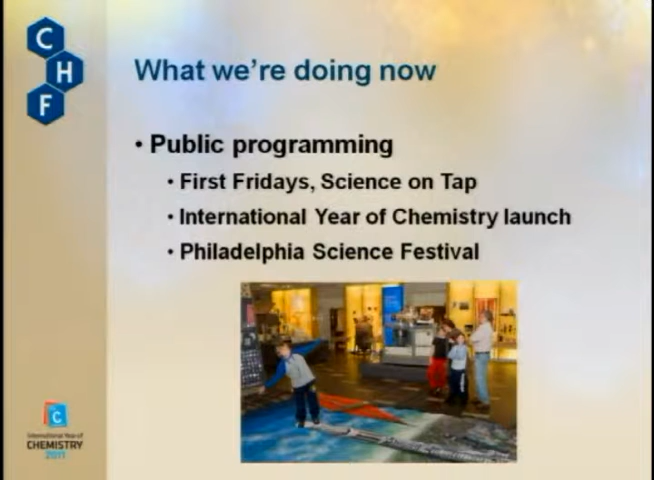 C
H
F
What we're doing now
• Public programming
• First Fridays, Science on Tap
• International Year of Chemistry launch
• Philadelphia Science Festival
C
International Year of
CHEMISTRY
2011